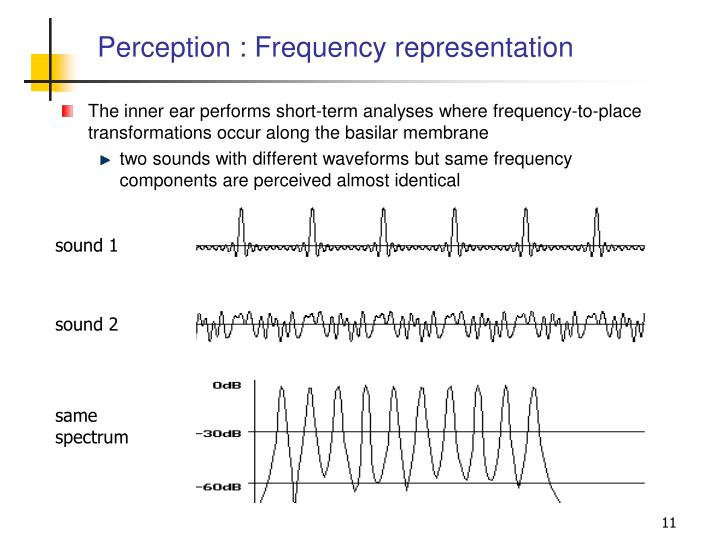 Perception : Frequency representation
The inner ear performs short-term analyses where frequency-to-place
transformations occur along the basilar membrane
two sounds with different waveforms but same frequency
components are perceived almost identical
sound 1
sound 2
same
spectrum
0dB
-30dB
-60dB
11